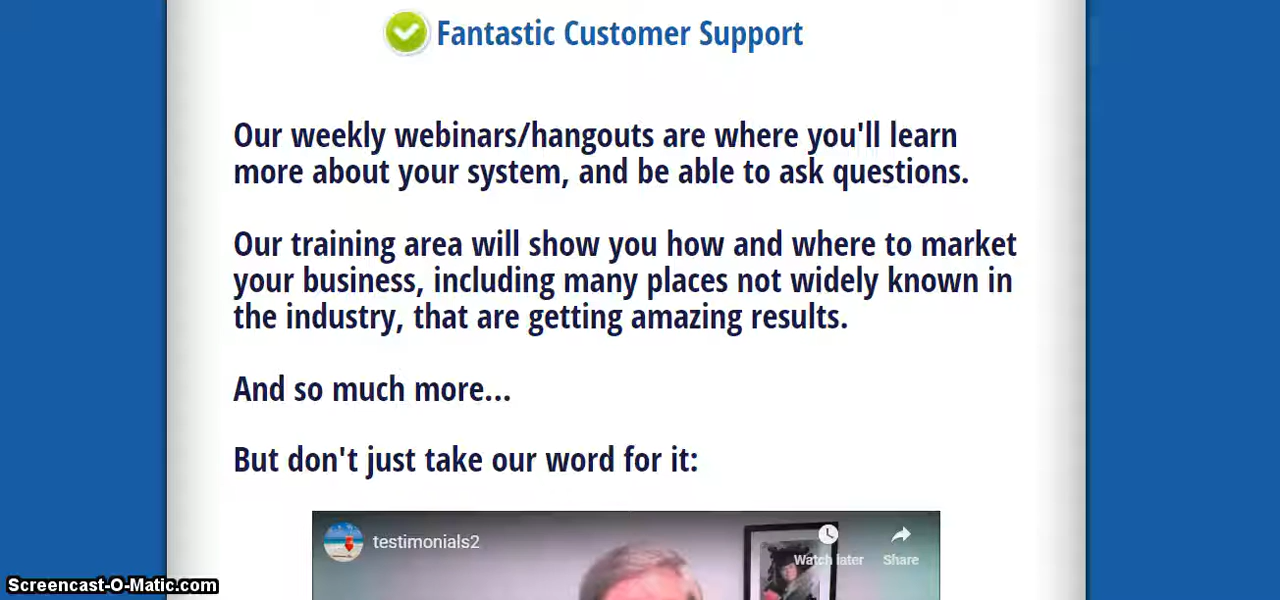 Fantastic Customer Support
Our weekly webinars/hangouts are where you'll learn
more about your system, and be able to ask questions.
Our training area will show you how and where to market
your business, including many places not widely known in
the industry, that are getting amazing results.
And so much more...
But don't just take our word for it:
testimonials2
Watch later
Share
Screencast-O-Matic.com